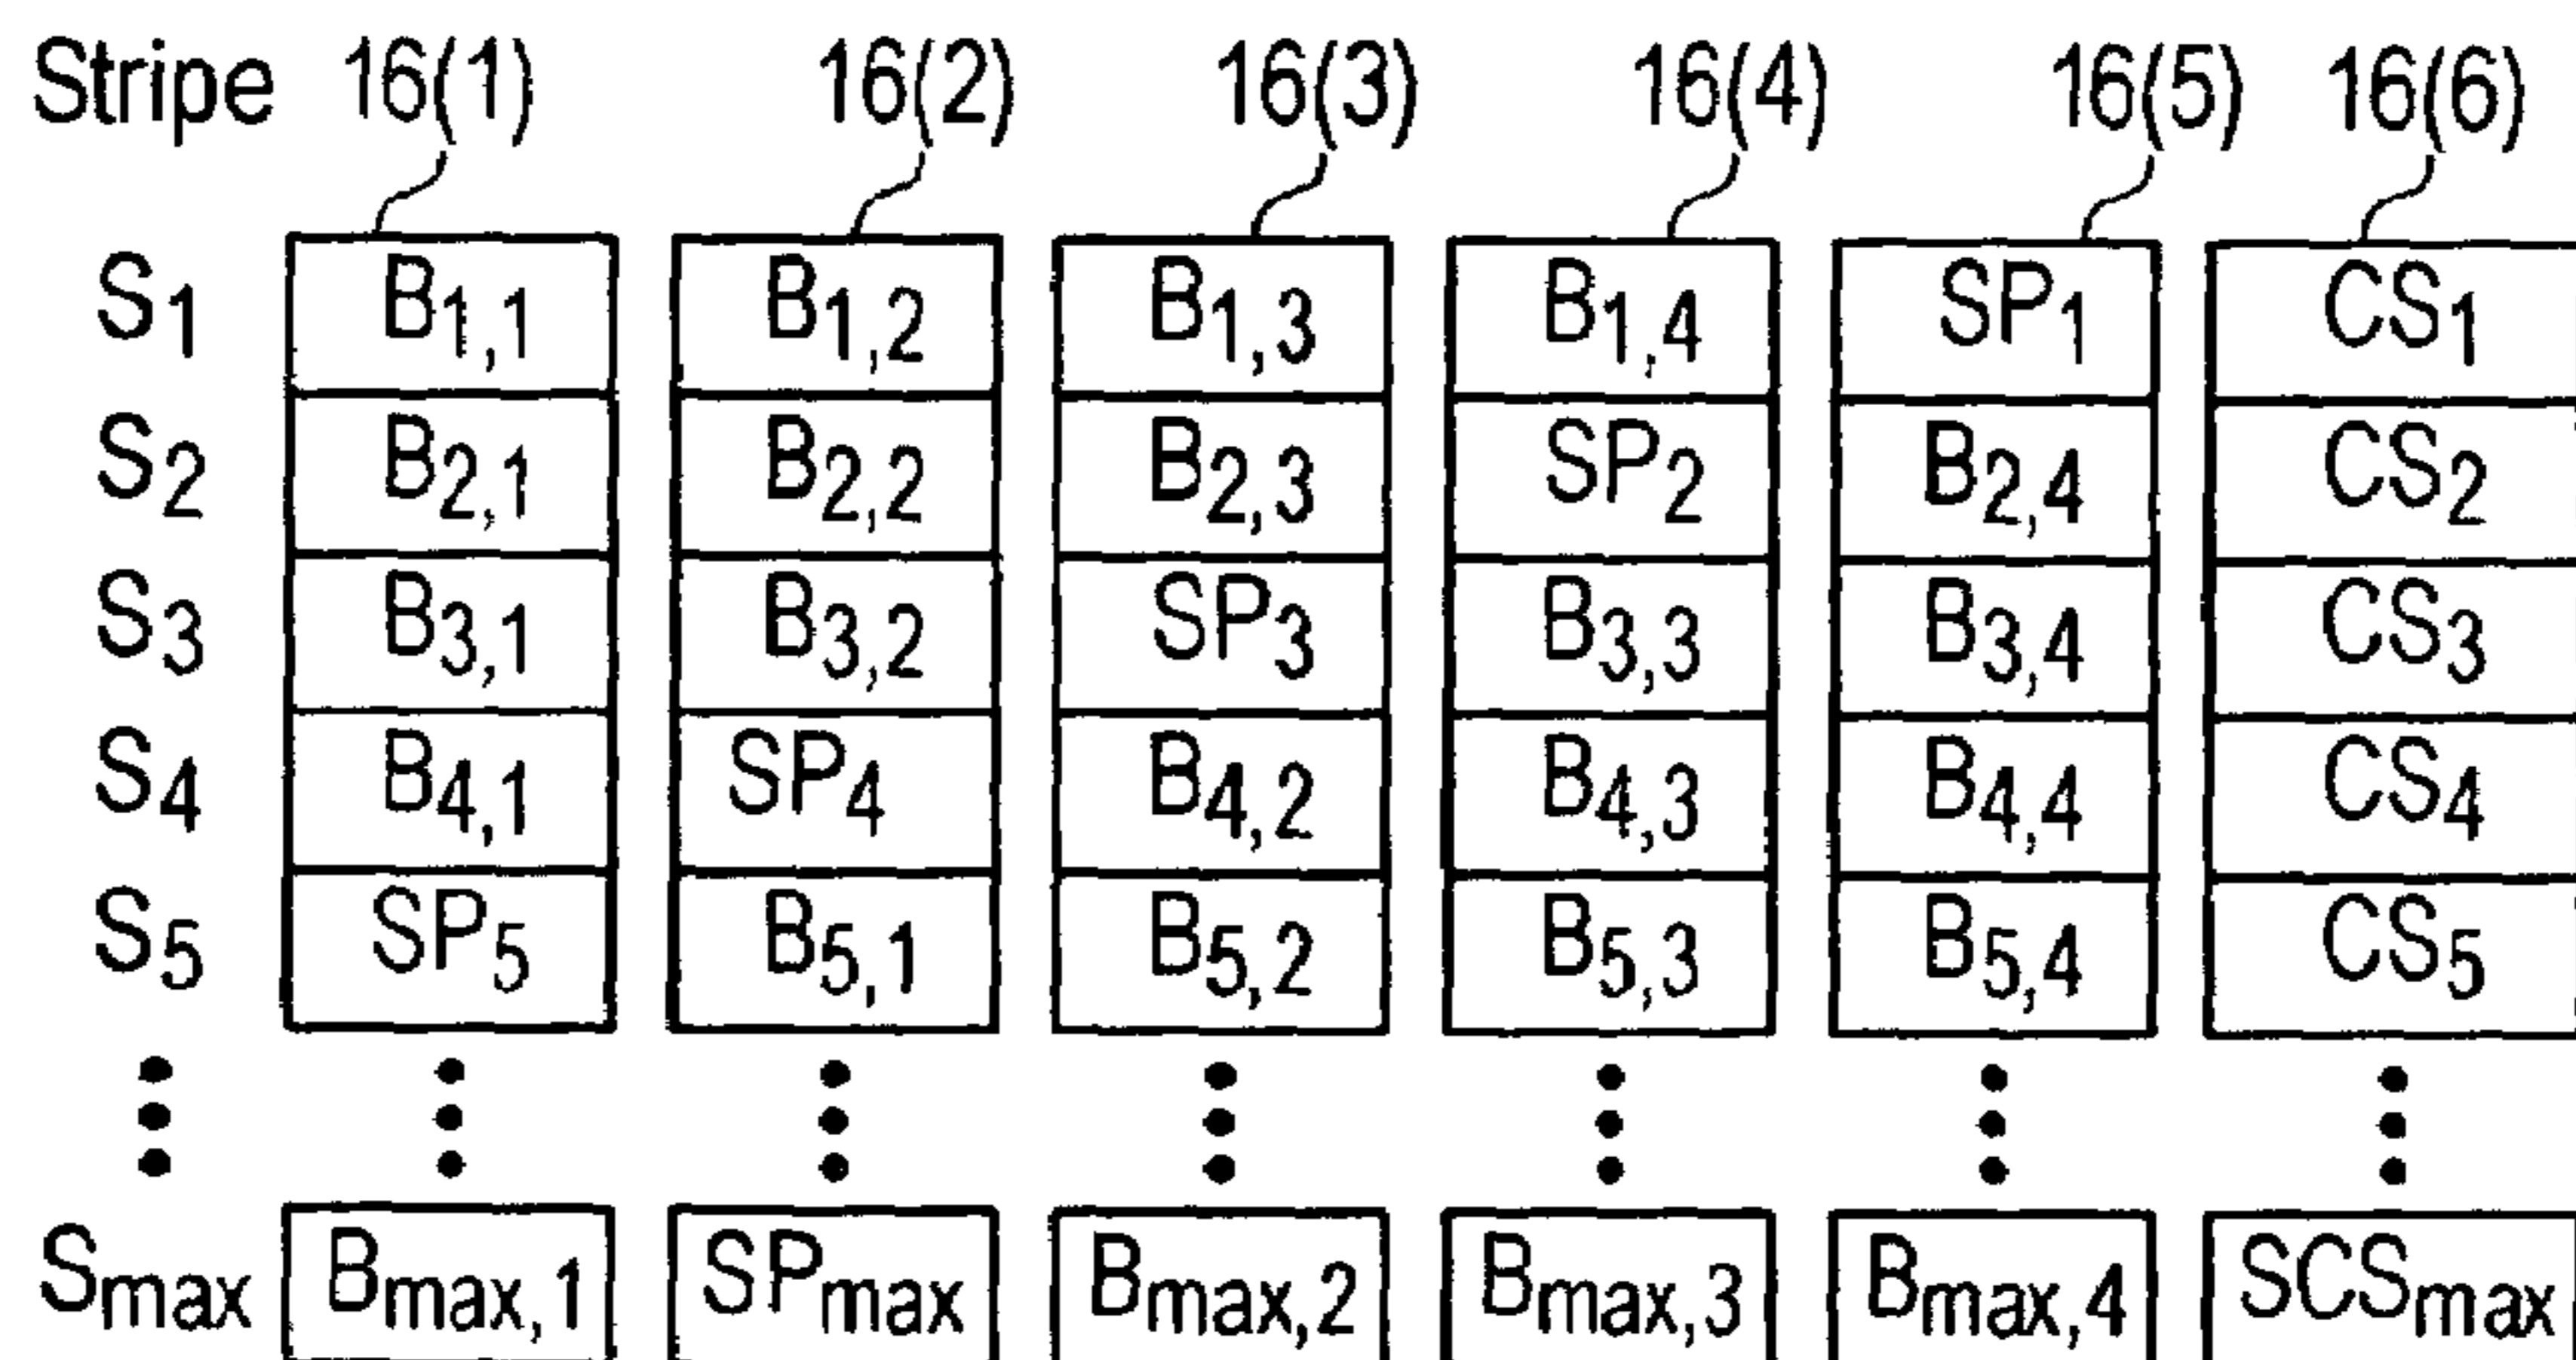 Stripe 16(1) 16(2) 16(3) 16(4) 16(5) 16(6)
S1 B1,1 B1,2 B1,3 B1,4 SP1 CS1
S2 B2,1 B2,2 B2,3 SP2 B2,4 CS2
S3 B3,1 B3,2 SP3 B3,3 B3,4 CS3
S4 B4,1 SP4 B4,2 B4,3 B4,4 CS4
S5 SP5 B5,1 B5,2 B5,3 B5,4 CS5
Smax Bmax,1 SPmax Bmax,2 Bmax,3 Bmax,4 SCSmax